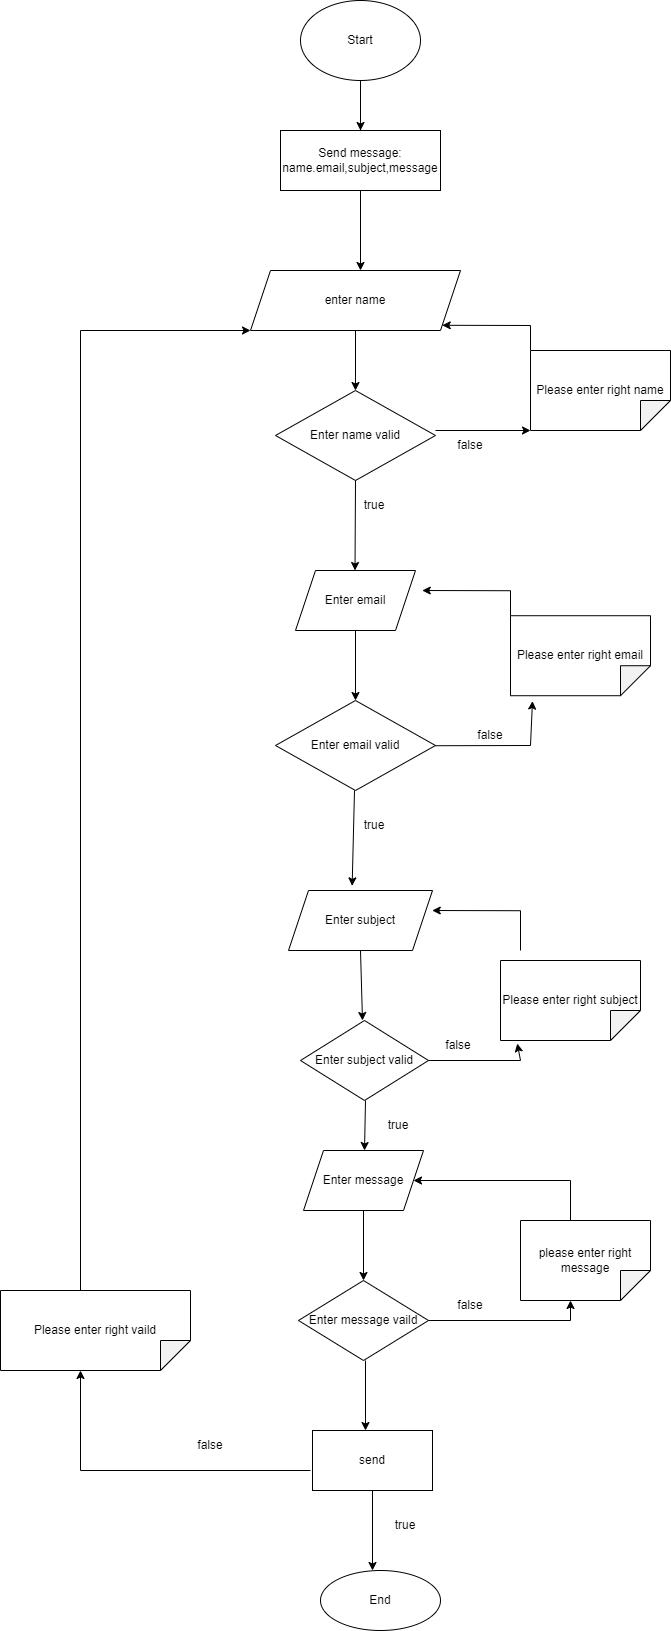 Start
Send message:
name.email,subject,message
enter name
Please enter right name
Enter name valid
false
true
Enter email
Please enter right email
Enter email valid
false
true
Enter subject
Please enter right subject
Enter subject valid
false
true
Enter message
please enter right
message
Enter message vaild
false
Please enter right vaild
false
send
true
End